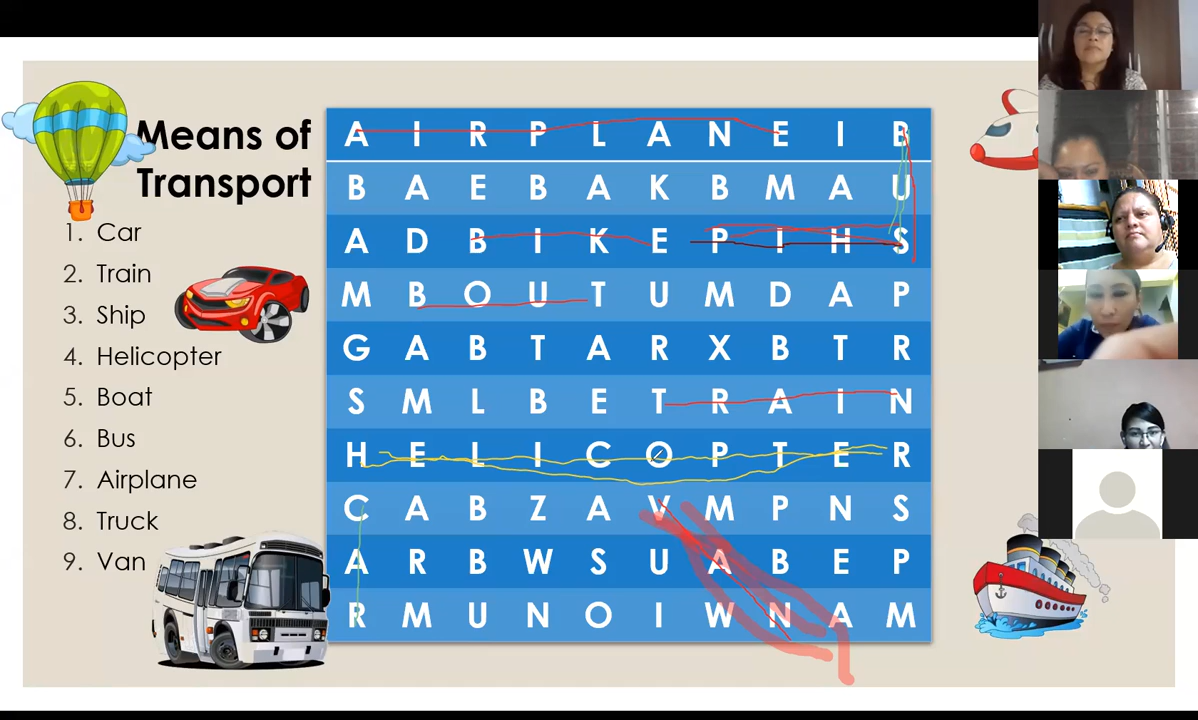 Means of
Transport
1. Car
2. Train
3. Ship
4. Helicopter
5. Boat
6. Bus
7. Airplane
8. Truck
9. Van
A I R P L A N E I B
B A E B A K B M A U
A D B I K E P I H S
M B O U T U M D A P
G A B T A R X B T R
S M L B E T R A I N
H E L I C O P T E R
C A B Z A V M P N S
A R B W S U A B E P
R M U N O I W N A M